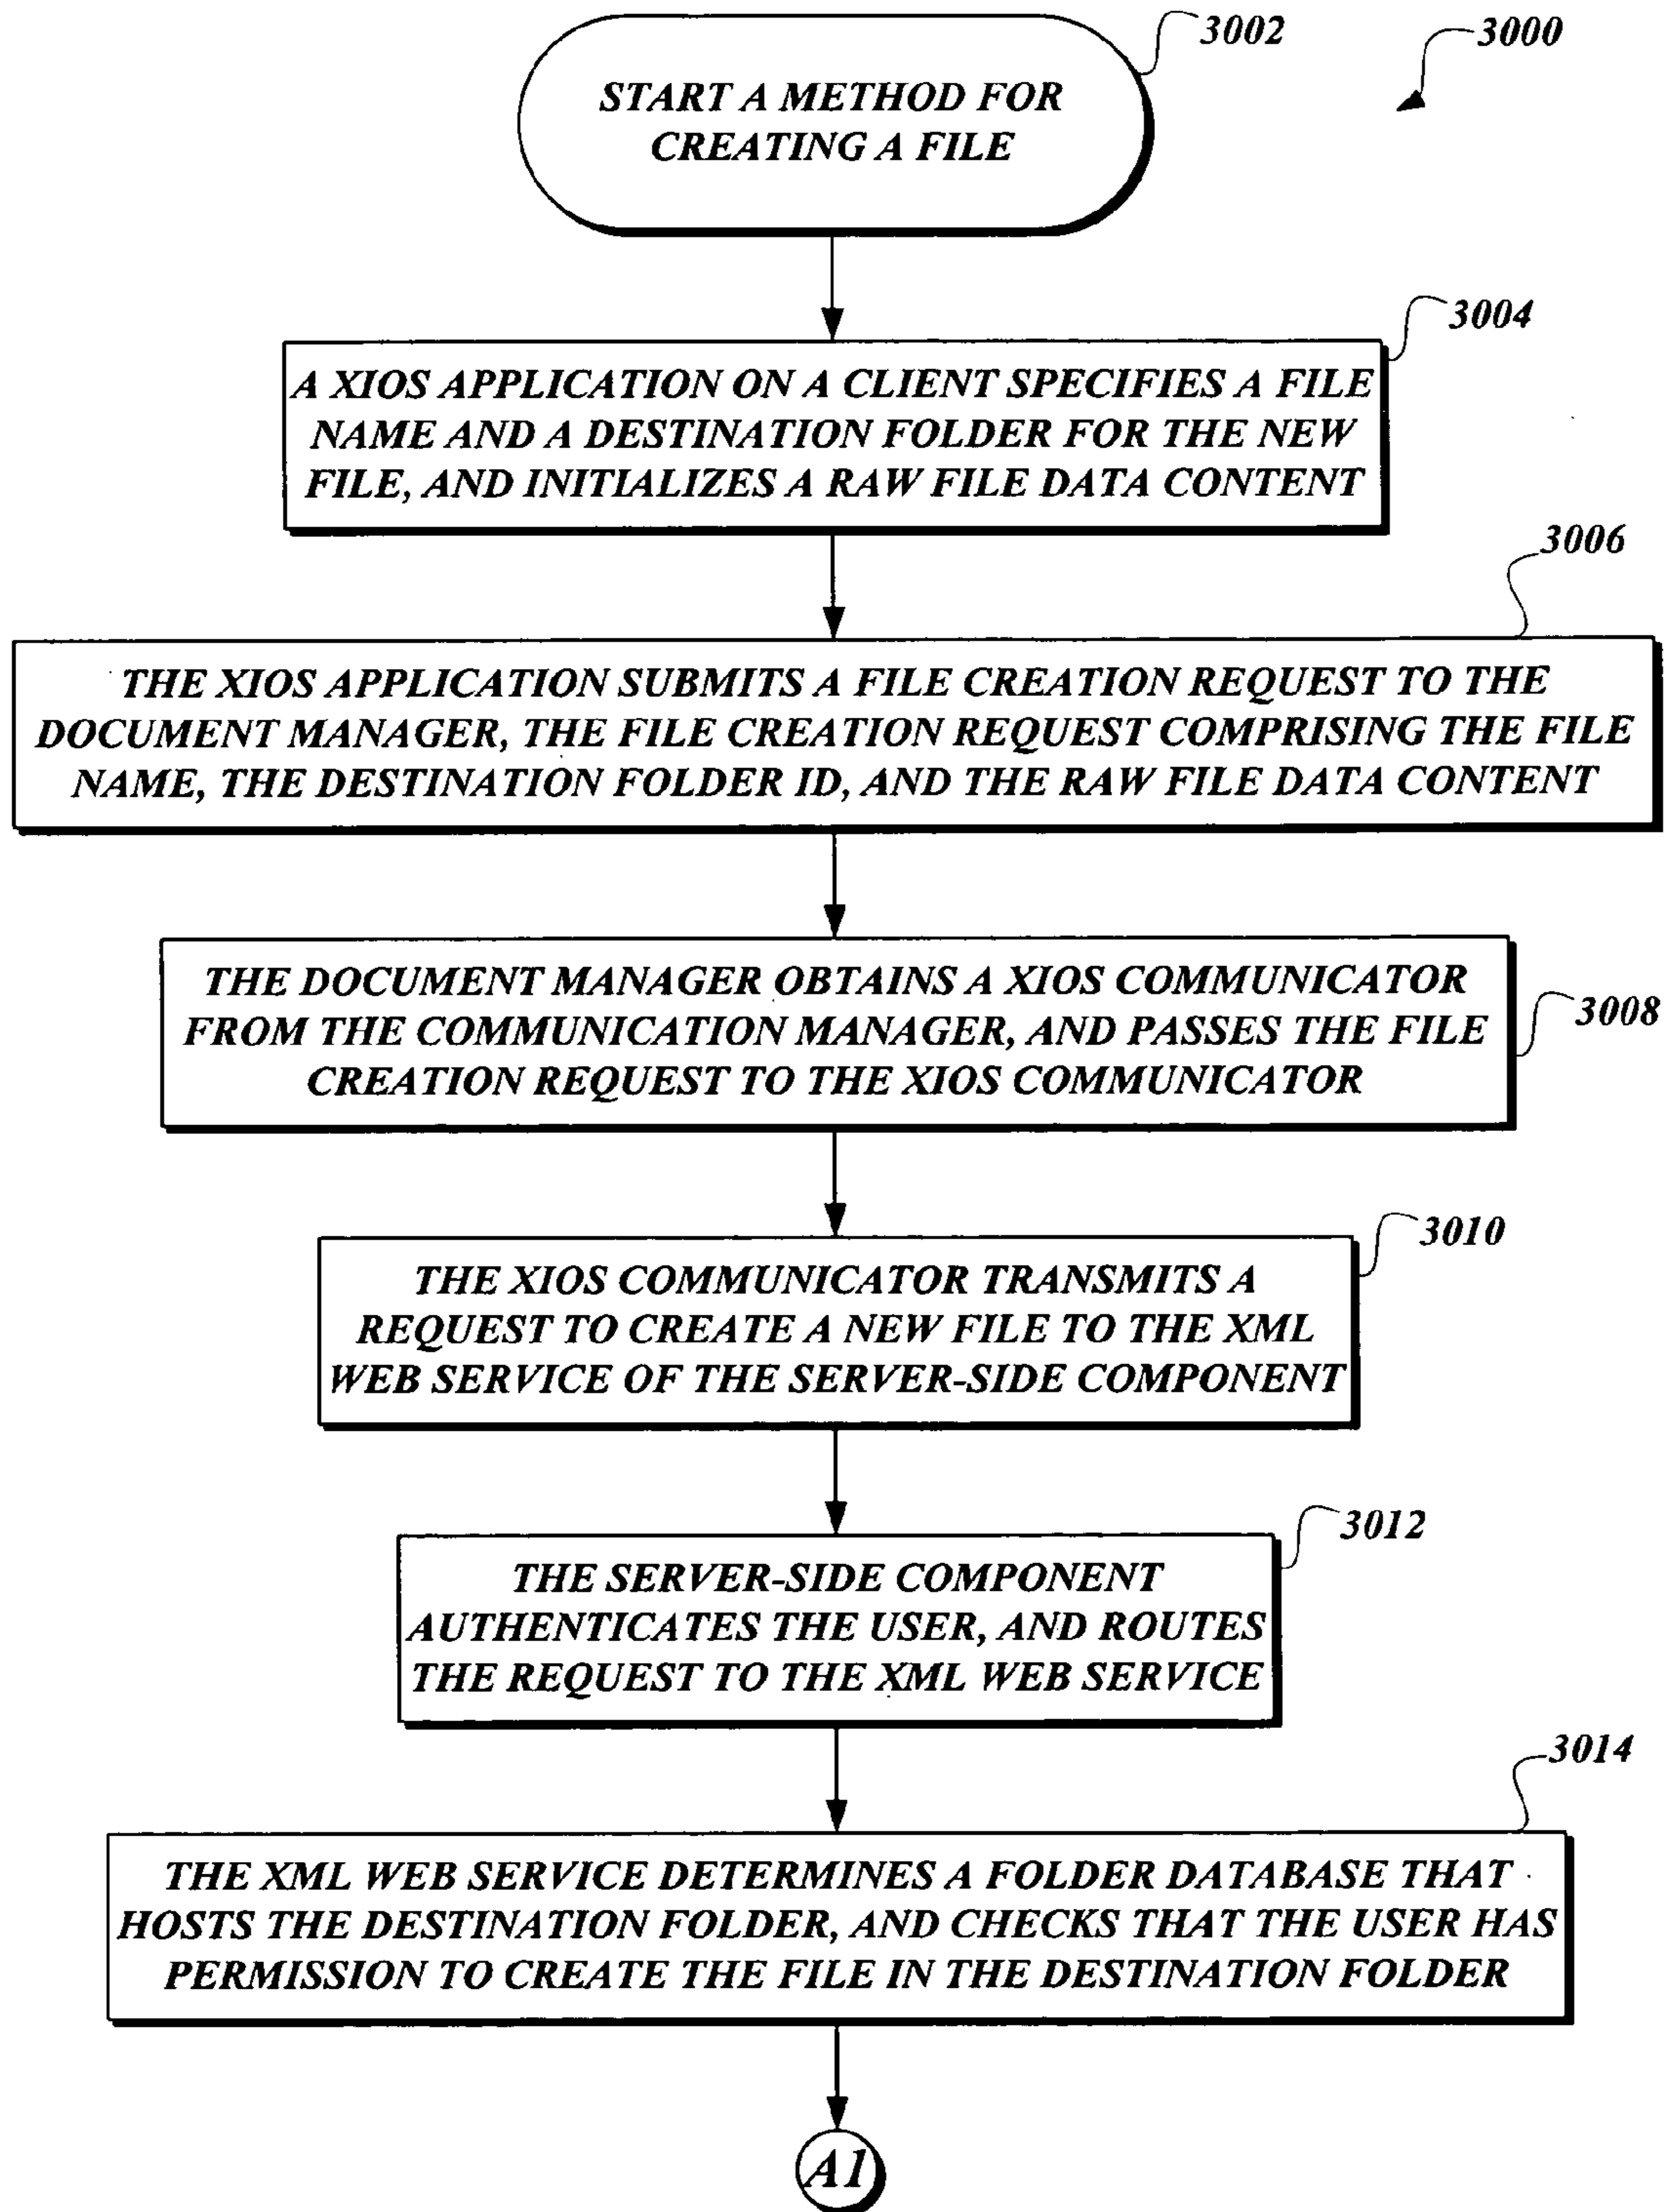 3002
3000
START A METHOD FOR
CREATING A FILE
3004
A XIOS APPLICATION ON A CLIENT SPECIFIES A FILE
NAME AND A DESTINATION FOLDER FOR THE NEW
FILE, AND INITIALIZES A RAW FILE DATA CONTENT
3006
THE XIOS APPLICATION SUBMITS A FILE CREATION REQUEST TO THE
DOCUMENT MANAGER, THE FILE CREATION REQUEST COMPRISING THE FILE
NAME, THE DESTINATION FOLDER ID, AND THE RAW FILE DATA CONTENT
THE DOCUMENT MANAGER OBTAINS A XIOS COMMUNICATOR
FROM THE COMMUNICATION MANAGER, AND PASSES THE FILE
CREATION REQUEST TO THE XIOS COMMUNICATOR
3008
3010
THE XIOS COMMUNICATOR TRANSMITS A
REQUEST TO CREATE A NEW FILE TO THE XML
WEB SERVICE OF THE SERVER-SIDE COMPONENT
3012
THE SERVER-SIDE COMPONENT
AUTHENTICATES THE USER, AND ROUTES
THE REQUEST TO THE XML WEB SERVICE
3014
THE XML WEB SERVICE DETERMINES A FOLDER DATABASE THAT
HOSTS THE DESTINATION FOLDER, AND CHECKS THAT THE USER HAS
PERMISSION TO CREATE THE FILE IN THE DESTINATION FOLDER
A1